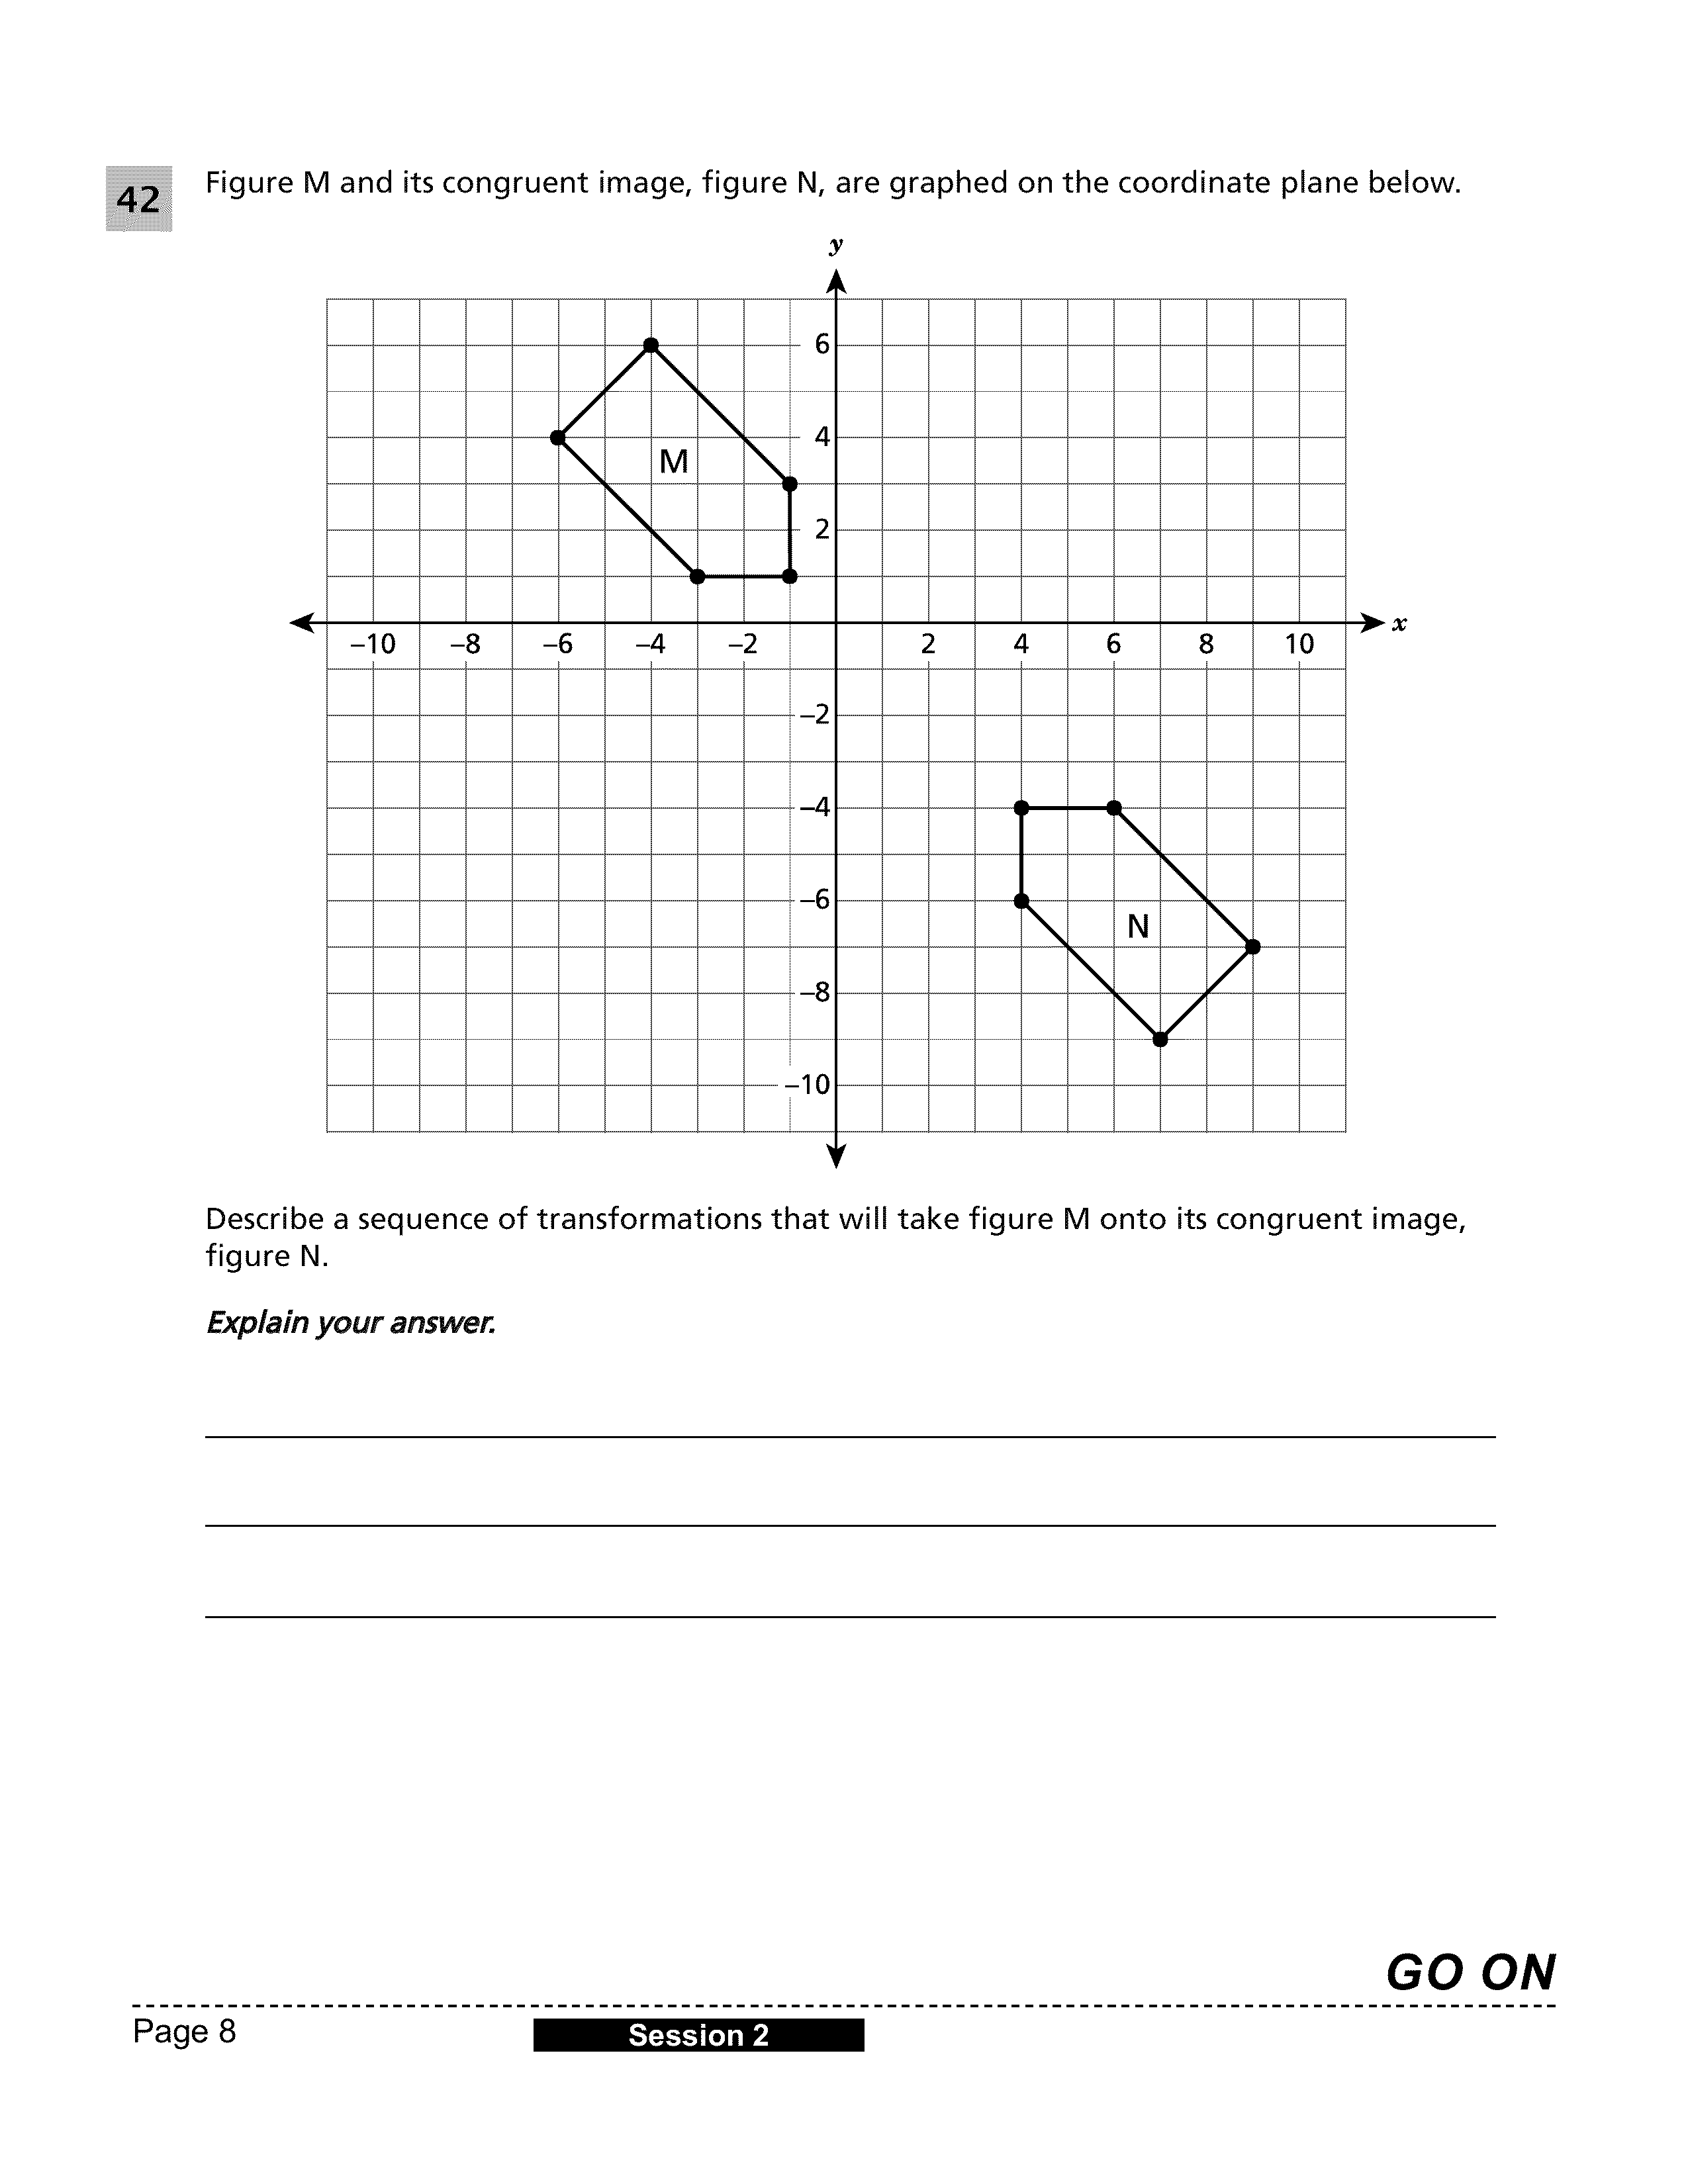 42 Figure M and its congruent image, figure N, are graphed on the coordinate plane below.
y
6
M
4
2
–10 –8 –6 –4 –2 2 4 6 8 10 x
–2
–4
–6
N
–8
–10
Describe a sequence of transformations that will take figure M onto its congruent image,
figure N.
Explain your answer.
GO ON
Page 8 Session 2